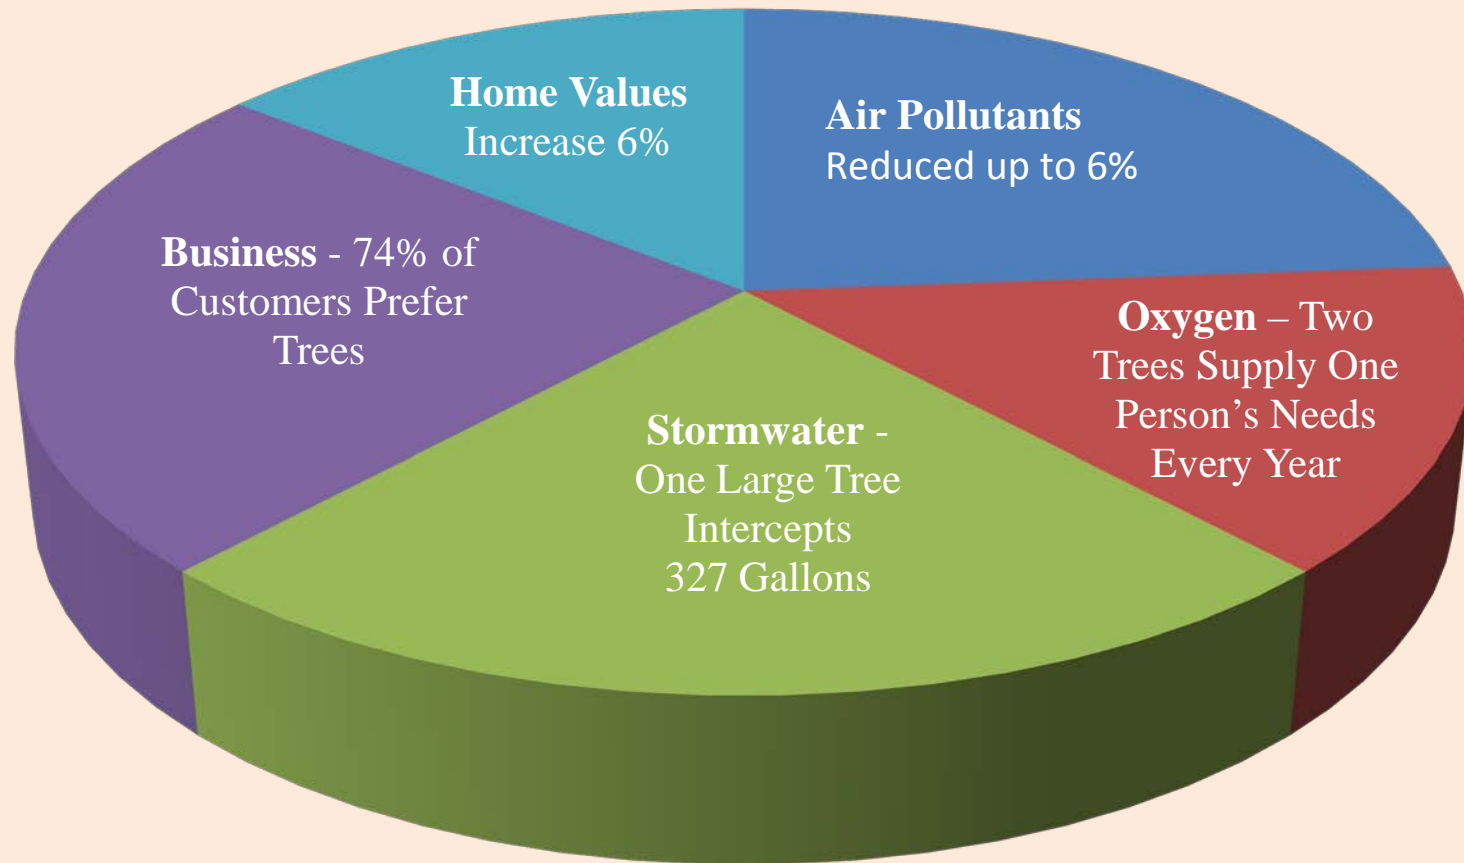 Home Values
Increase 6%
Air Pollutants
Reduced up to 6%
Business - 74% of
Customers Prefer
Trees
Oxygen – Two
Trees Supply One
Person’s Needs
Every Year
Stormwater -
One Large Tree
Intercepts
327 Gallons